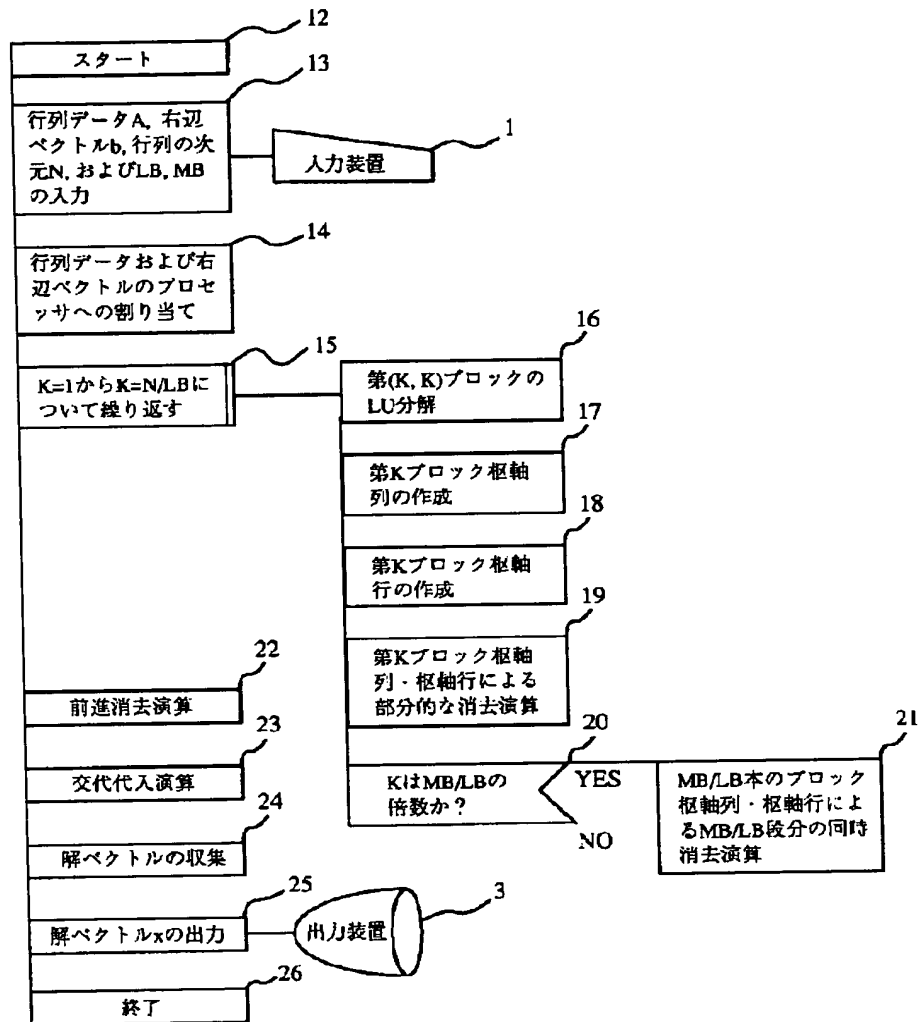 12
スタート
13
行列データA, 右辺
ベクトルb, 行列の次
元N, およびLB, MB
の入力
1
入力装置
14
行列データおよび右
辺ベクトルのプロセ
ッサへの割り当て
15
K=1からK=N/LBに
ついて繰り返す
16
第(K, K)ブロックの
LU分解
17
第Kブロック枢軸
列の作成
18
第Kブロック枢軸
行の作成
19
第Kブロック枢軸
列・枢軸行による
部分的な消去演算
20
KはMB/LBの
倍数か?
YES
NO
21
MB/LB本のブロック
枢軸列・枢軸行によ
るMB/LB段分の同時
消去演算
22
前進消去演算
23
交代代入演算
24
解ベクトルの収集
25
解ベクトルxの出力
3
出力装置
26
終了